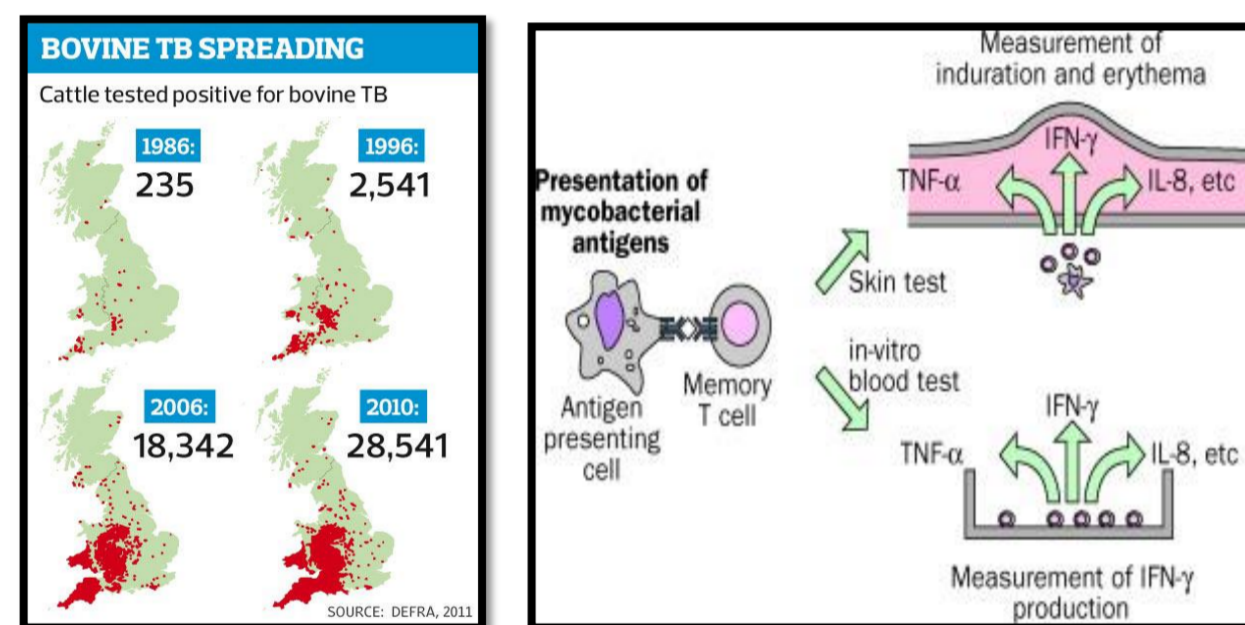 BOVINE TB SPREADING
Cattle tested positive for bovine TB
1986:
235
1996:
2,541
2006:
18,342
2010:
28,541
SOURCE: DEFRA, 2011
Presentation of
mycobacterial
antigens
Antigen
presenting
cell
Memory
T cell
Skin test
in-vitro
blood test
Measurement of
induration and erythema
TNF-α
IFN-γ
IL-8, etc
TNF-α
IFN-γ
IL-8, etc
Measurement of IFN-γ
production